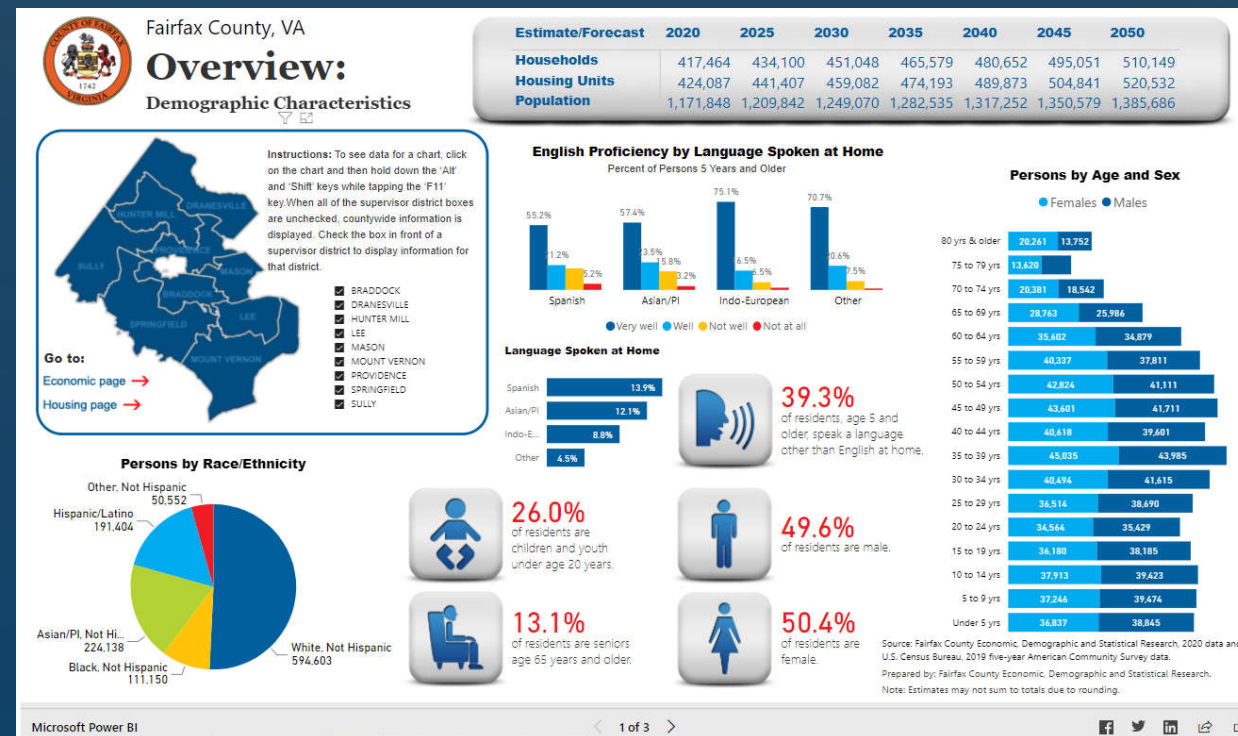 COUNTY OF FAIRFAX
1742
VIRGINIA
Fairfax County, VA
Overview:
Demographic Characteristics
Estimate/Forecast 2020 2025 2030 2035 2040 2045 2050
Households 417,464 434,100 451,048 465,579 480,652 495,051 510,149
Housing Units 424,087 441,407 459,082 474,193 489,873 504,841 520,532
Population 1,171,848 1,209,842 1,249,070 1,282,535 1,317,252 1,350,579 1,385,686
DRANESVILLE
HUNTER MILL
PROVIDENCE
SULLY
MASON
BRADDOCK
LEE
SPRINGFIELD
MOUNT VERNON
Instructions: To see data for a chart, click
on the chart and then hold down the 'Alt'
and 'Shift' keys while tapping the 'F11'
key.When all of the supervisor district boxes
are unchecked, countywide information is
displayed. Check the box in front of a
supervisor district to display information for
that district.
BRADDOCK
DRANESVILLE
HUNTER MILL
LEE
MASON
MOUNT VERNON
PROVIDENCE
SPRINGFIELD
SULLY
Go to:
Economic page
Housing page
English Proficiency by Language Spoken at Home
Percent of Persons 5 Years and Older
55.2% 21.2% 5.2%
57.4% 23.5% 15.8% 3.2%
75.1% 16.5% 6.5%
70.7% 20.6% 7.5%
Spanish Asian/PI Indo-European Other
Very well Well Not well Not at all
Language Spoken at Home
Spanish 13.9%
Asian/PI 12.1%
Indo-E... 8.8%
Other 4.5%
39.3%
of residents, age 5 and
older, speak a language
other than English at home.
26.0%
of residents are
children and youth
under age 20 years.
49.6%
of residents are male.
13.1%
of residents are seniors
age 65 years and older.
50.4%
of residents are
female.
Persons by Race/Ethnicity
Other, Not Hispanic
50,552
Hispanic/Latino
191,404
Asian/PI, Not Hi...
224,138
Black, Not Hispanic
111,150
White, Not Hispanic
594,603
Persons by Age and Sex
Females Males
80 yrs & older 20,261 13,752
75 to 79 yrs 13,620
70 to 74 yrs 20,381 18,542
65 to 69 yrs 28,763 25,986
60 to 64 yrs 35,602 34,879
55 to 59 yrs 40,337 37,811
50 to 54 yrs 42,824 41,111
45 to 49 yrs 43,601 41,711
40 to 44 yrs 40,618 39,601
35 to 39 yrs 45,035 43,985
30 to 34 yrs 40,494 41,615
25 to 29 yrs 36,514 38,690
20 to 24 yrs 34,564 35,429
15 to 19 yrs 36,180 38,185
10 to 14 yrs 37,913 39,423
5 to 9 yrs 37,246 39,474
Under 5 yrs 36,837 38,845
Source: Fairfax County Economic, Demographic and Statistical Research, 2020 data and
U.S. Census Bureau, 2019 five-year American Community Survey data.
Prepared by: Fairfax County Economic, Demographic and Statistical Research.
Note: Estimates may not sum to totals due to rounding.
Microsoft Power BI
1 of 3